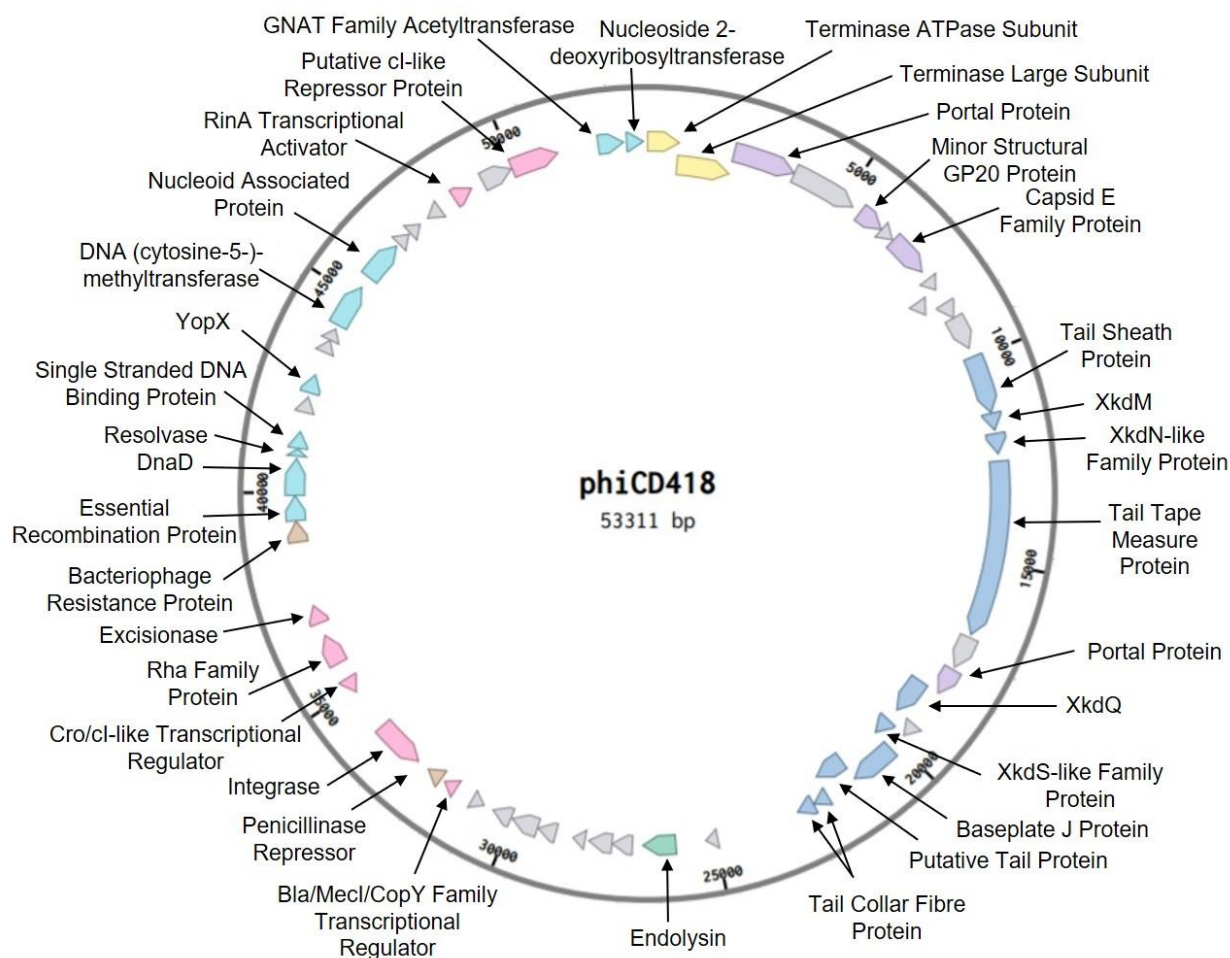 GNAT Family Acetyltransferase
Nucleoside 2-
deoxyribosyltransferase
Terminase ATPase Subunit
Terminase Large Subunit
Portal Protein
Minor Structural
GP20 Protein
Capsid E
Family Protein
Tail Sheath
Protein
XkdM
XkdN-like
Family Protein
Tail Tape
Measure
Protein
Portal Protein
XkdQ
XkdS-like Family
Protein
Baseplate J Protein
Putative Tail Protein
Tail Collar Fibre
Protein
Endolysin
Bla/MecI/CopY Family
Transcriptional
Regulator
Penicillinase
Repressor
Integrase
Cro/cI-like Transcriptional
Regulator
Rha Family
Protein
Excisionase
Bacteriophage
Resistance Protein
Essential
Recombination Protein
DnaD
Resolvase
Single Stranded DNA
Binding Protein
YopX
DNA (cytosine-5-)-
methyltransferase
Nucleoid Associated
Protein
RinA Transcriptional
Activator
Putative cI-like
Repressor Protein
5000
10000
15000
20000
25000
30000
35000
40000
45000
50000
phiCD418
53311 bp